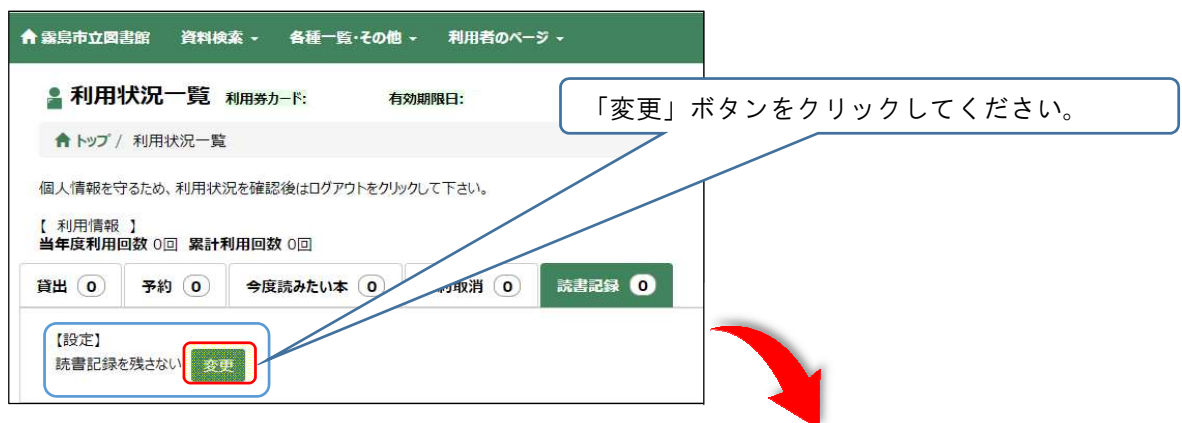 霧島市立図書館 資料検索 各種一覧・その他 利用者のページ
利用状況一覧 利用券カード: 有効期限日:
「変更」ボタンをクリックしてください。
トップ / 利用状況一覧
個人情報を守るため、利用状況を確認後はログアウトをクリックして下さい。
【 利用情報 】
当年度利用回数 0回 累計利用回数 0回
貸出 0 予約 0 今度読みたい本 0 取消 0 読書記録 0
【設定】
読書記録を残さない 変更